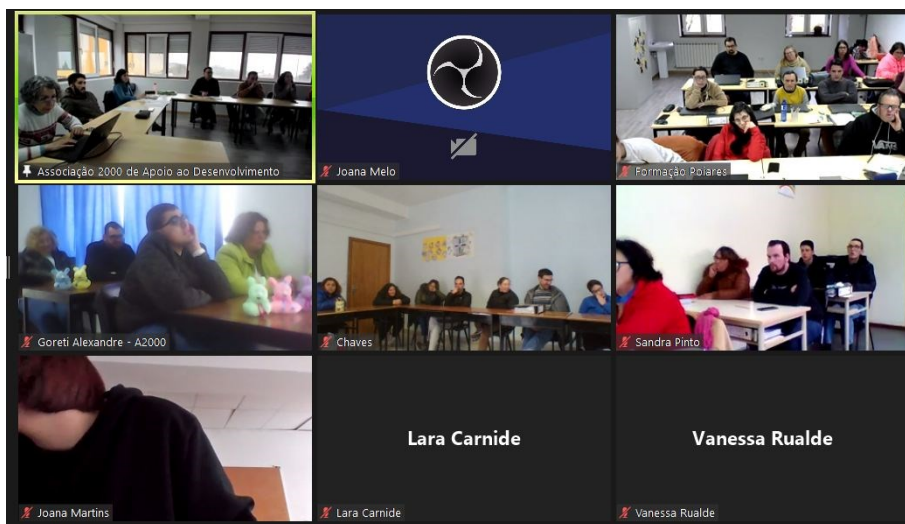 Associação 2000 de Apoio ao Desenvolvimento
Joana Melo
Formação Poiares
Goreti Alexandre - A2000
Chaves
Sandra Pinto
Joana Martins
Lara Carnide
Lara Carnide
Vanessa Rualde
Vanessa Rualde